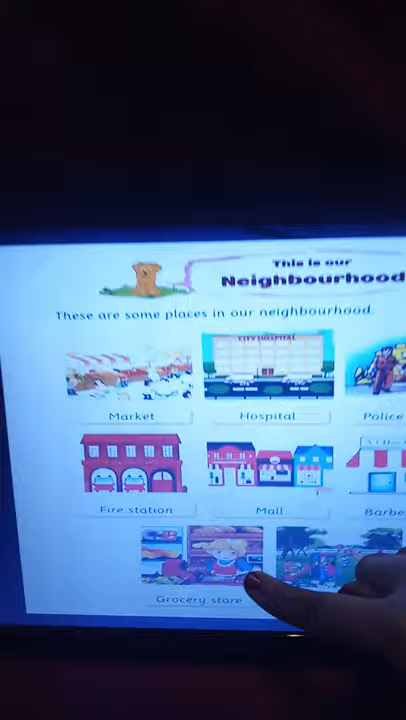 This is our
Neighbourhood
These are some places in our neighbourhood.
CITY HOSPITAL
Market
Hospital
Police
Fire station
Mall
Barbe
Grocery store